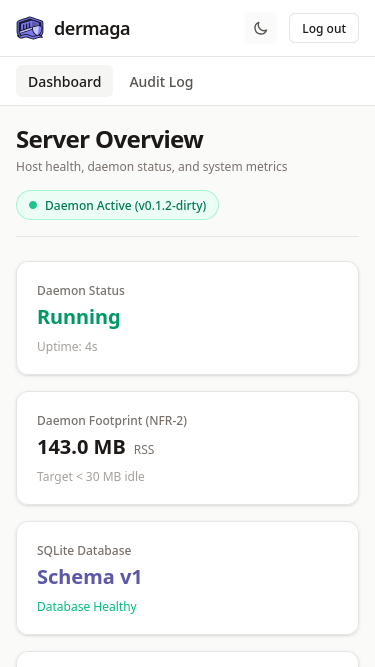 dermaga
Log out
Dashboard
Audit Log
Server Overview
Host health, daemon status, and system metrics
Daemon Active (v0.1.2-dirty)
Daemon Status
Running
Uptime: 4s
Daemon Footprint (NFR-2)
143.0 MB RSS
Target < 30 MB idle
SQLite Database
Schema v1
Database Healthy